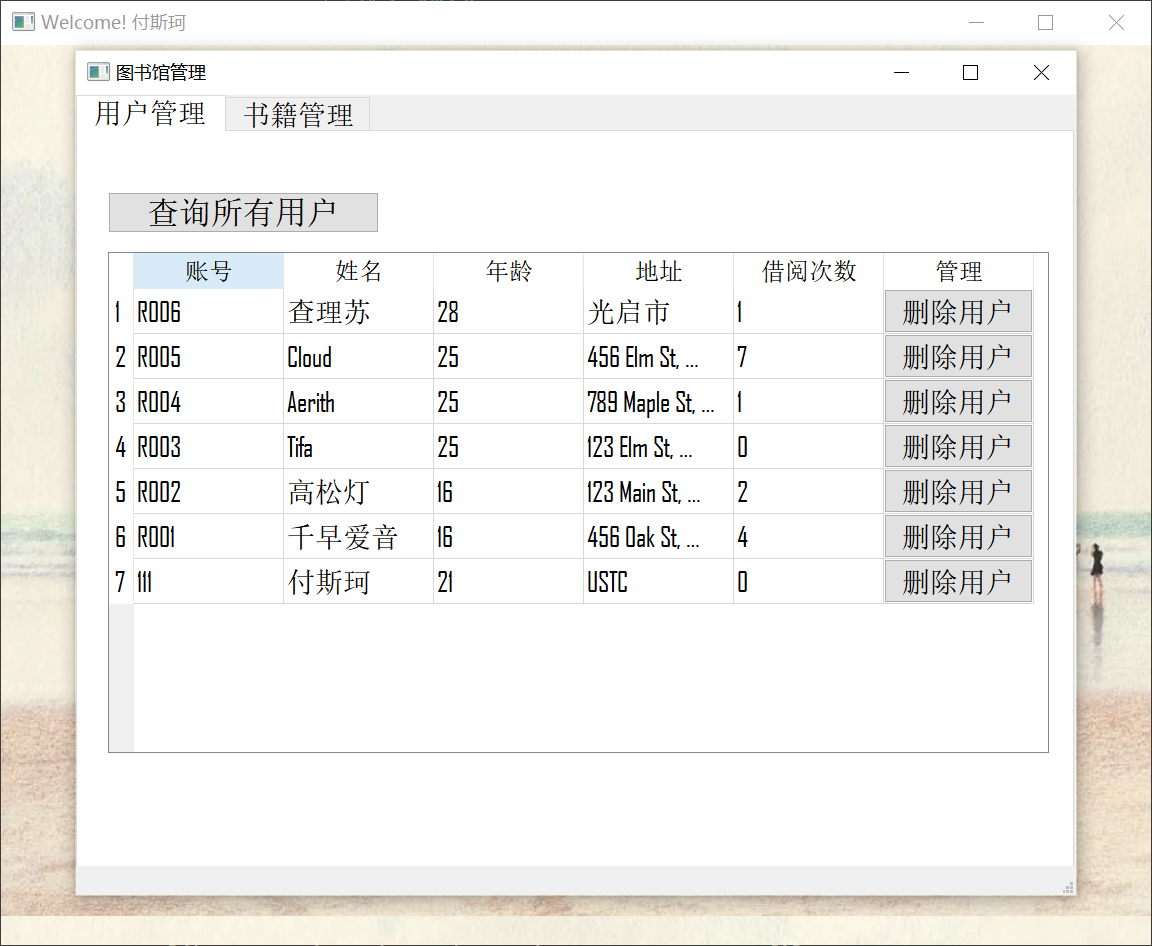 Welcome! 付斯珂
图书馆管理
用户管理 书籍管理
查询所有用户
账号 姓名 年龄 地址 借阅次数 管理
1 R006 查理苏 28 光启市 1 删除用户
2 R005 Cloud 25 456 Elm St, ... 7 删除用户
3 R004 Aerith 25 789 Maple St, ... 1 删除用户
4 R003 Tifa 25 123 Elm St, ... 0 删除用户
5 R002 高松灯 16 123 Main St, ... 2 删除用户
6 R001 千早爱音 16 456 Oak St, ... 4 删除用户
7 111 付斯珂 21 USTC 0 删除用户